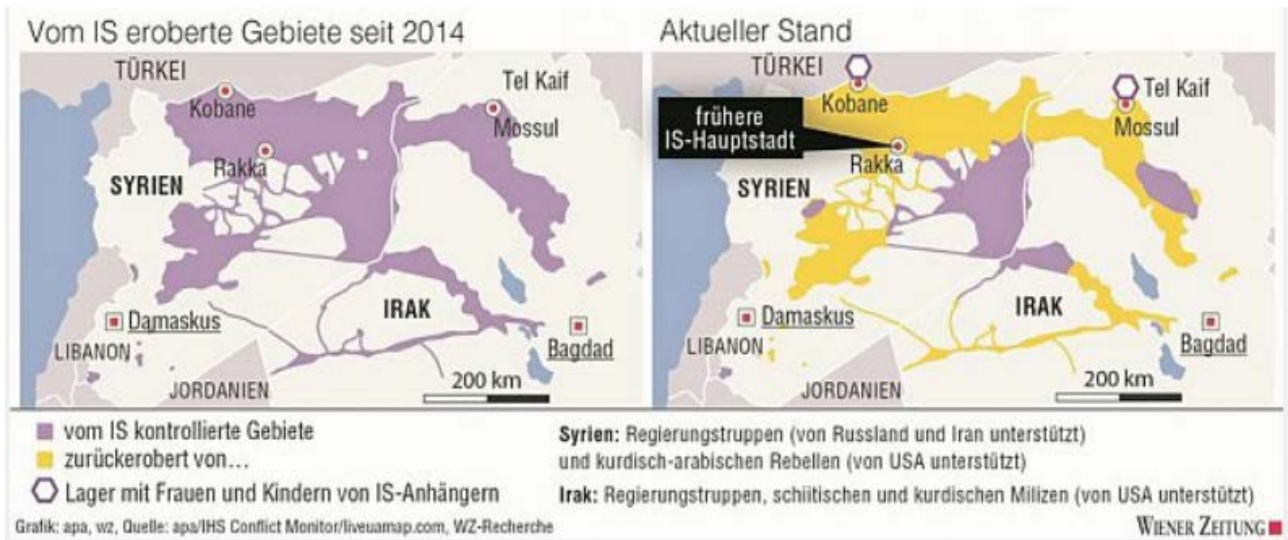 Vom IS eroberte Gebiete seit 2014
TÜRKEI
Kobane
Tel Kaif
Mossul
Rakka
SYRIEN
IRAK
Damaskus
LIBANON
Bagdad
JORDANIEN
200 km
Aktueller Stand
TÜRKEI
Kobane
Tel Kaif
Mossul
frühere
IS-Hauptstadt
Rakka
SYRIEN
IRAK
Damaskus
LIBANON
Bagdad
JORDANIEN
200 km
vom IS kontrollierte Gebiete
zurückerobert von...
Lager mit Frauen und Kindern von IS-Anhängern
Syrien: Regierungstruppen (von Russland und Iran unterstützt)
und kurdisch-arabischen Rebellen (von USA unterstützt)
Irak: Regierungstruppen, schiitischen und kurdischen Milizen (von USA unterstützt)
Grafik: apa, wz, Quelle: apa/IHS Conflict Monitor/liveuamap.com, WZ-Recherche
WIENER ZEITUNG